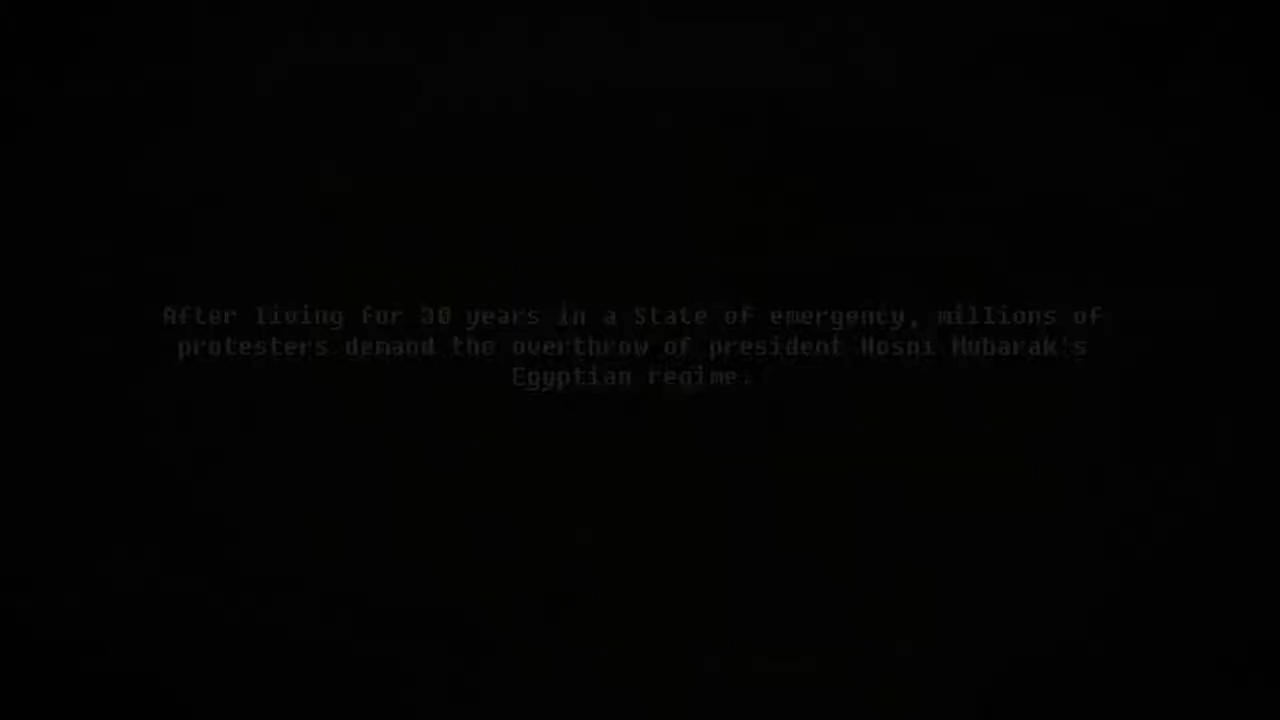 After living for 30 years in a State of emergency, millions of
protesters demand the overthrow of president Hosni Mubarak's
Egyptian regime.